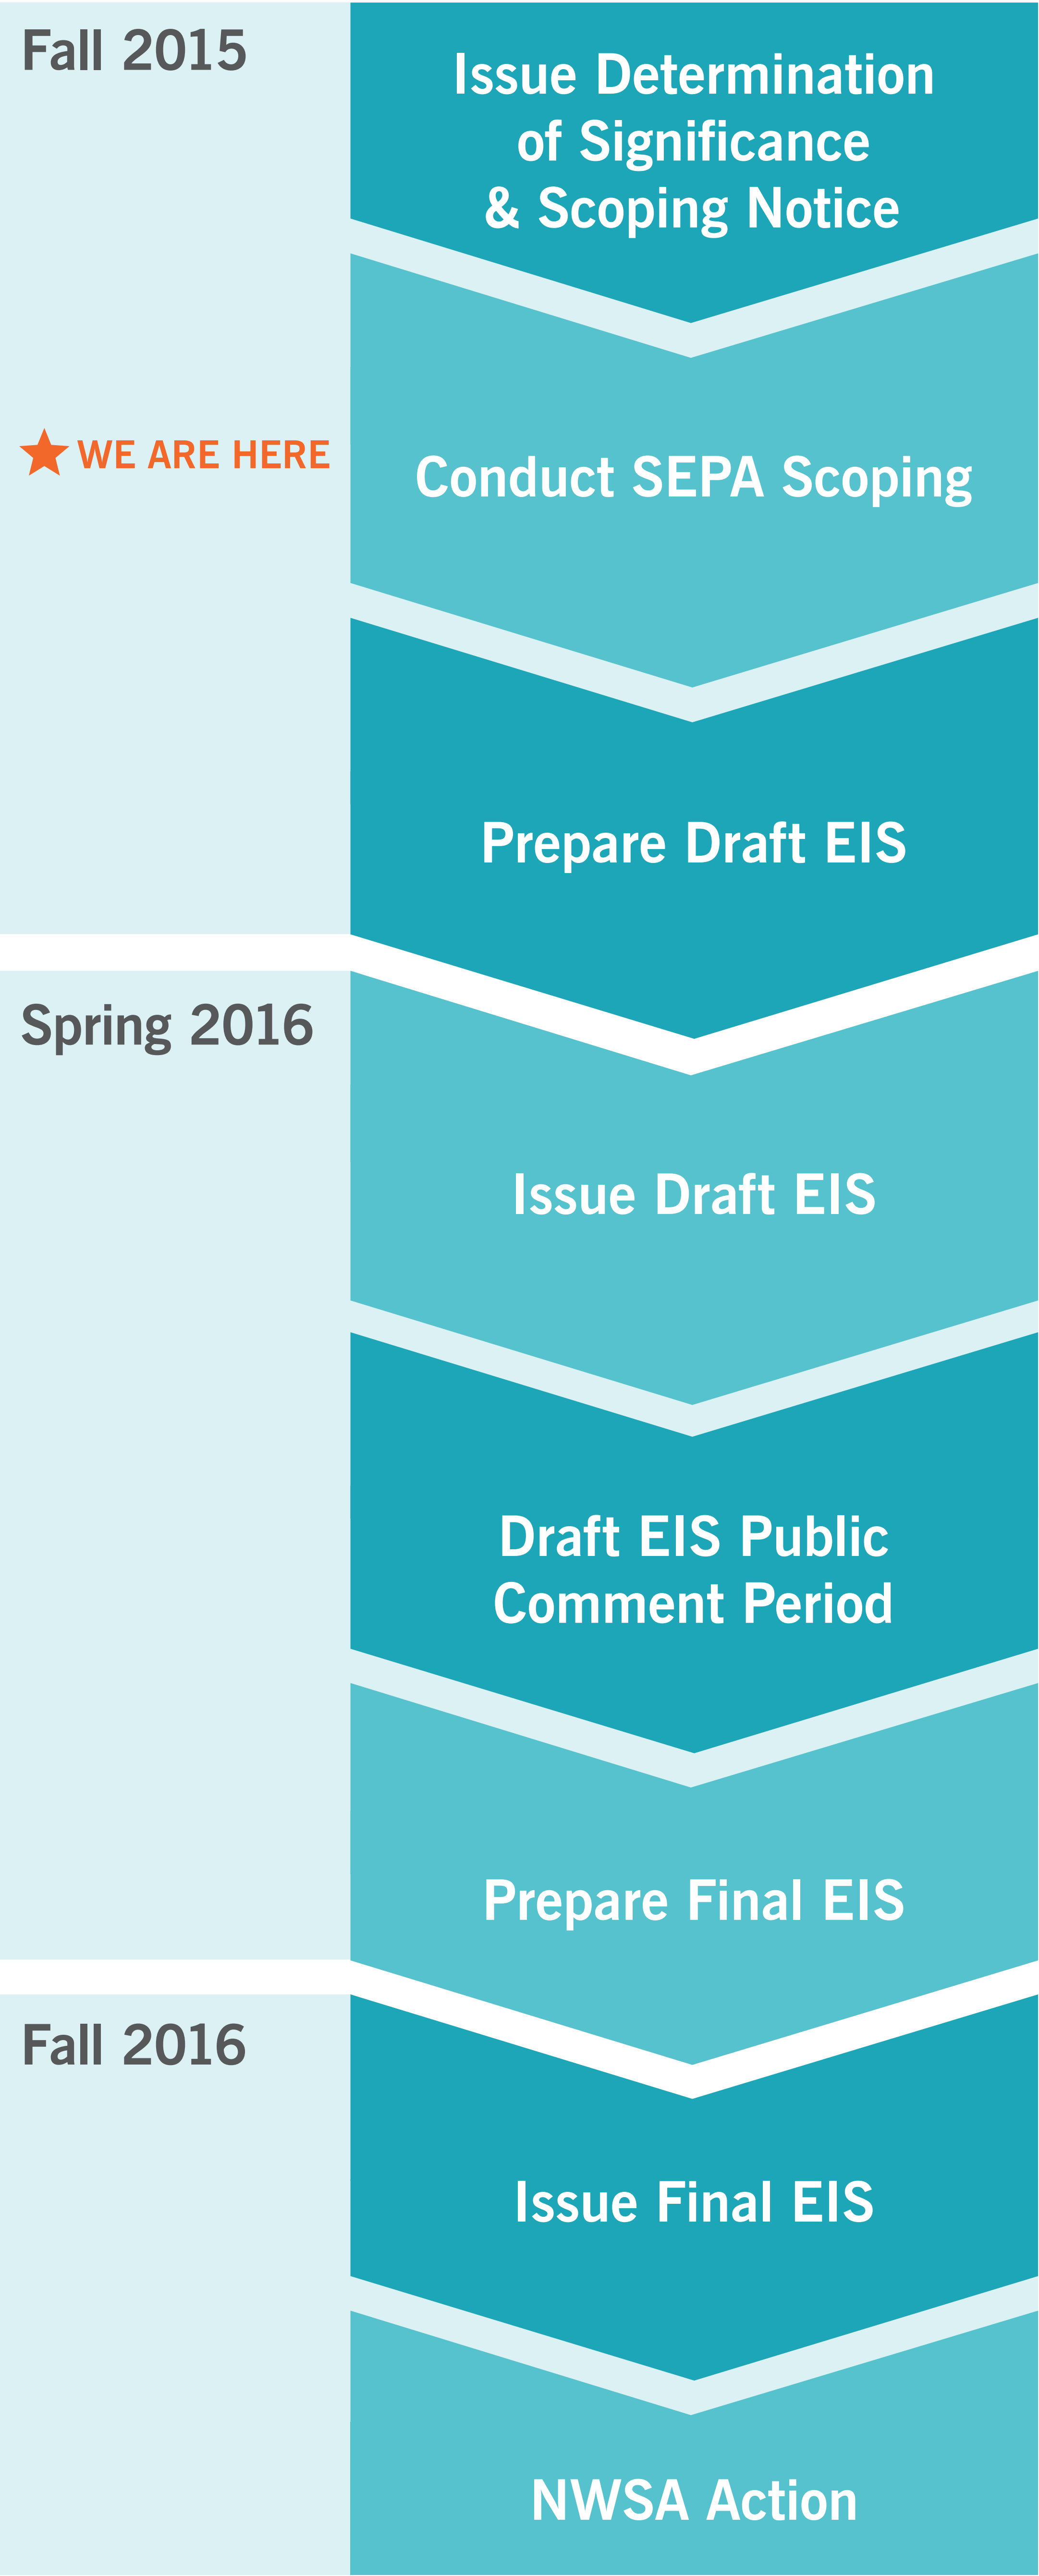 Fall 2015
Issue Determination
of Significance
& Scoping Notice
WE ARE HERE
Conduct SEPA Scoping
Prepare Draft EIS
Spring 2016
Issue Draft EIS
Draft EIS Public
Comment Period
Prepare Final EIS
Fall 2016
Issue Final EIS
NWSA Action